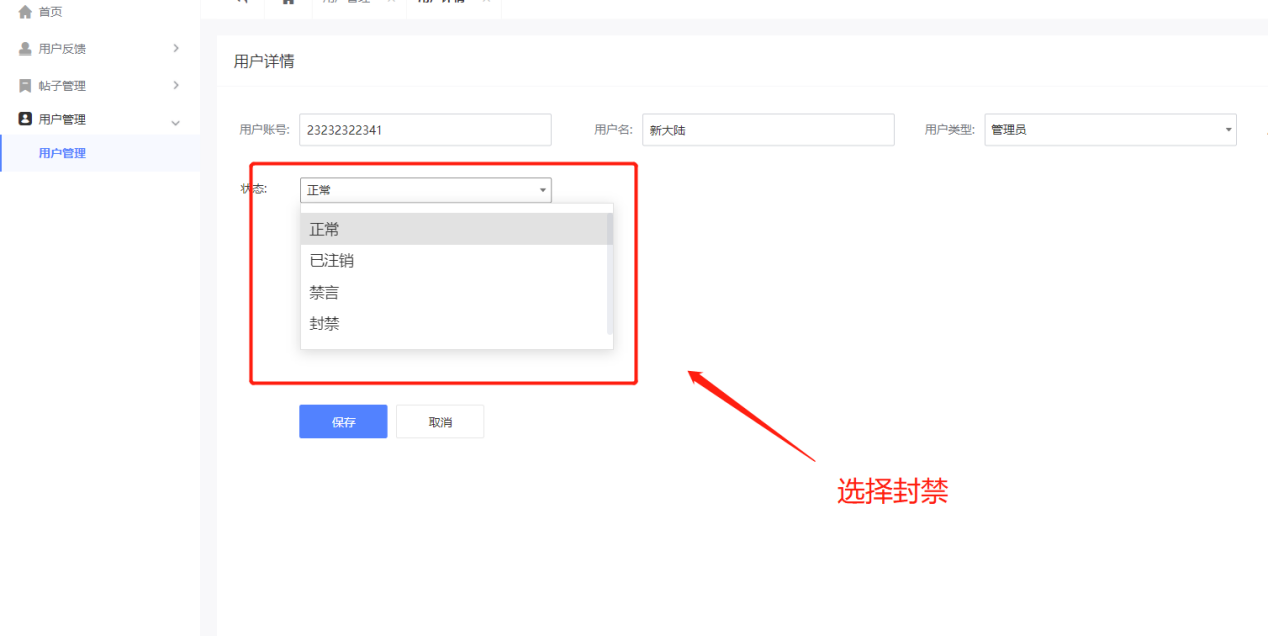 首页
用户反馈
帖子管理
用户管理
用户管理
用户详情
用户账号: 23232322341 用户名: 新大陆 用户类型: 管理员
状态: 正常
正常
已注销
禁言
封禁
保存 取消
选择封禁